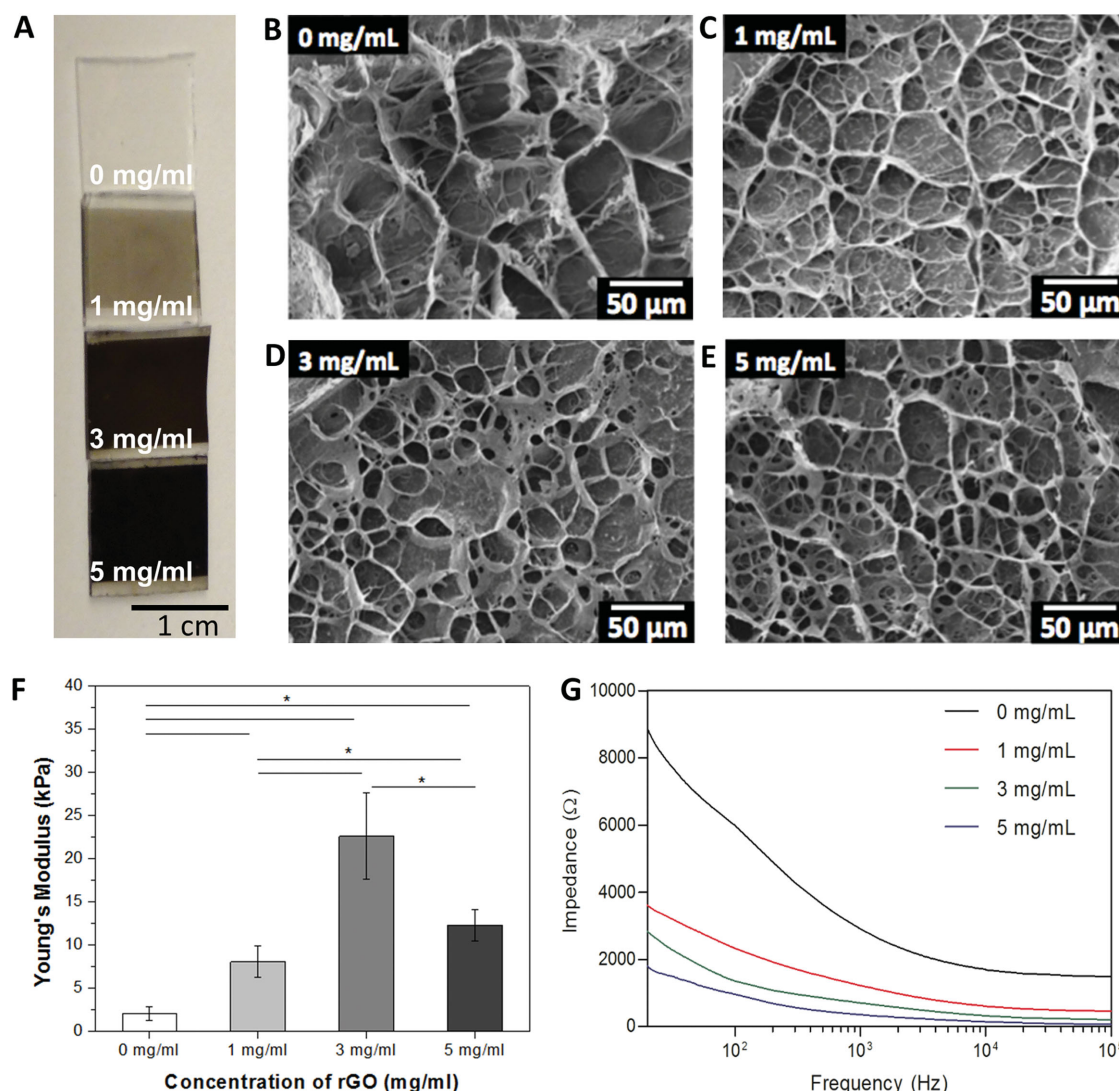 A
0 mg/ml
1 mg/ml
3 mg/ml
5 mg/ml
1 cm
B
0 mg/mL
50 µm
C
1 mg/mL
50 µm
D
3 mg/mL
50 µm
E
5 mg/mL
50 µm
F
40
35
30
25
20
15
10
5
0
Young's Modulus (kPa)
*
*
*
0 mg/ml 1 mg/ml 3 mg/ml 5 mg/ml
Concentration of rGO (mg/ml)
G
10000
8000
6000
4000
2000
0
Impedance (Ω)
0 mg/mL
1 mg/mL
3 mg/mL
5 mg/mL
10² 10³ 10⁴ 10⁵
Frequency (Hz)